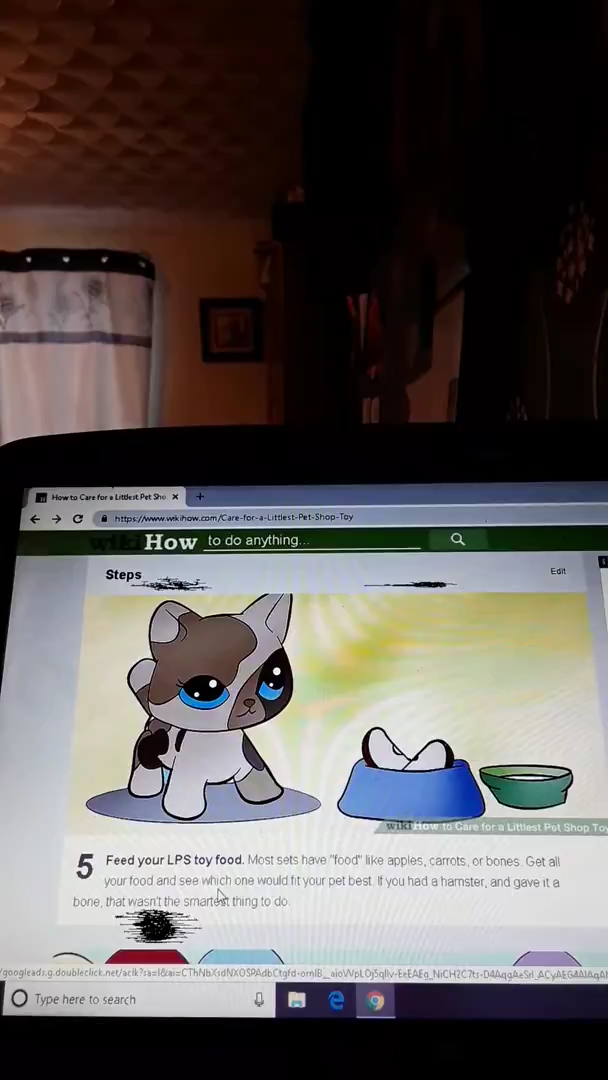 How to Care for a Littlest Pet Sho
https://www.wikihow.com/Care-for-a-Littlest-Pet-Shop-Toy
wikiHow to do anything...
Steps
Edit
wikiHow to Care for a Littlest Pet Shop Toy
5 Feed your LPS toy food. Most sets have "food" like apples, carrots, or bones. Get all
your food and see which one would fit your pet best. If you had a hamster, and gave it a
bone, that wasn't the smartest thing to do.
Type here to search